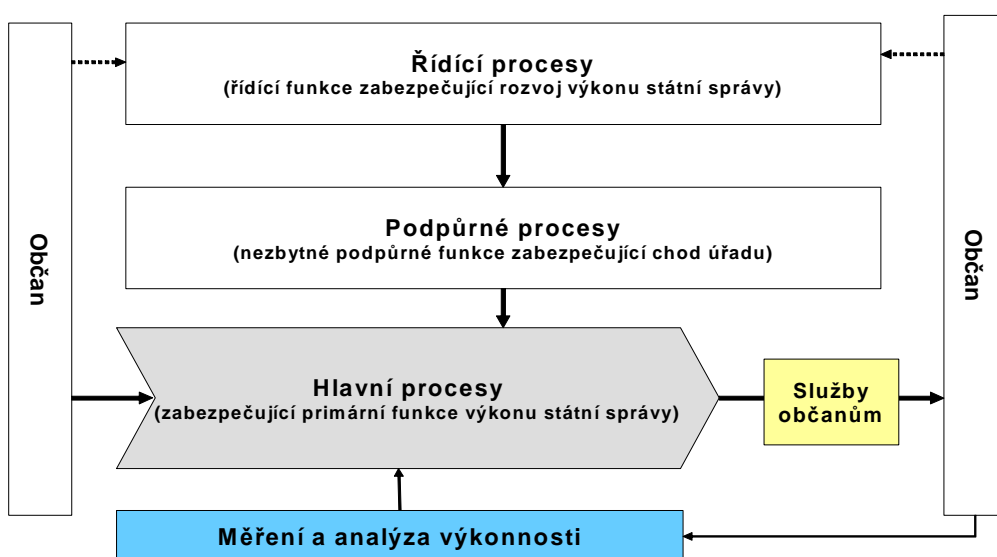 Řídící procesy
(řídící funkce zabezpečující rozvoj výkonu státní správy)
Občan
Podpůrné procesy
(nezbytné podpůrné funkce zabezpečující chod úřadu)
Občan
Hlavní procesy
(zabezpečující primární funkce výkonu státní správy)
Služby
občanům
Měření a analýza výkonnosti